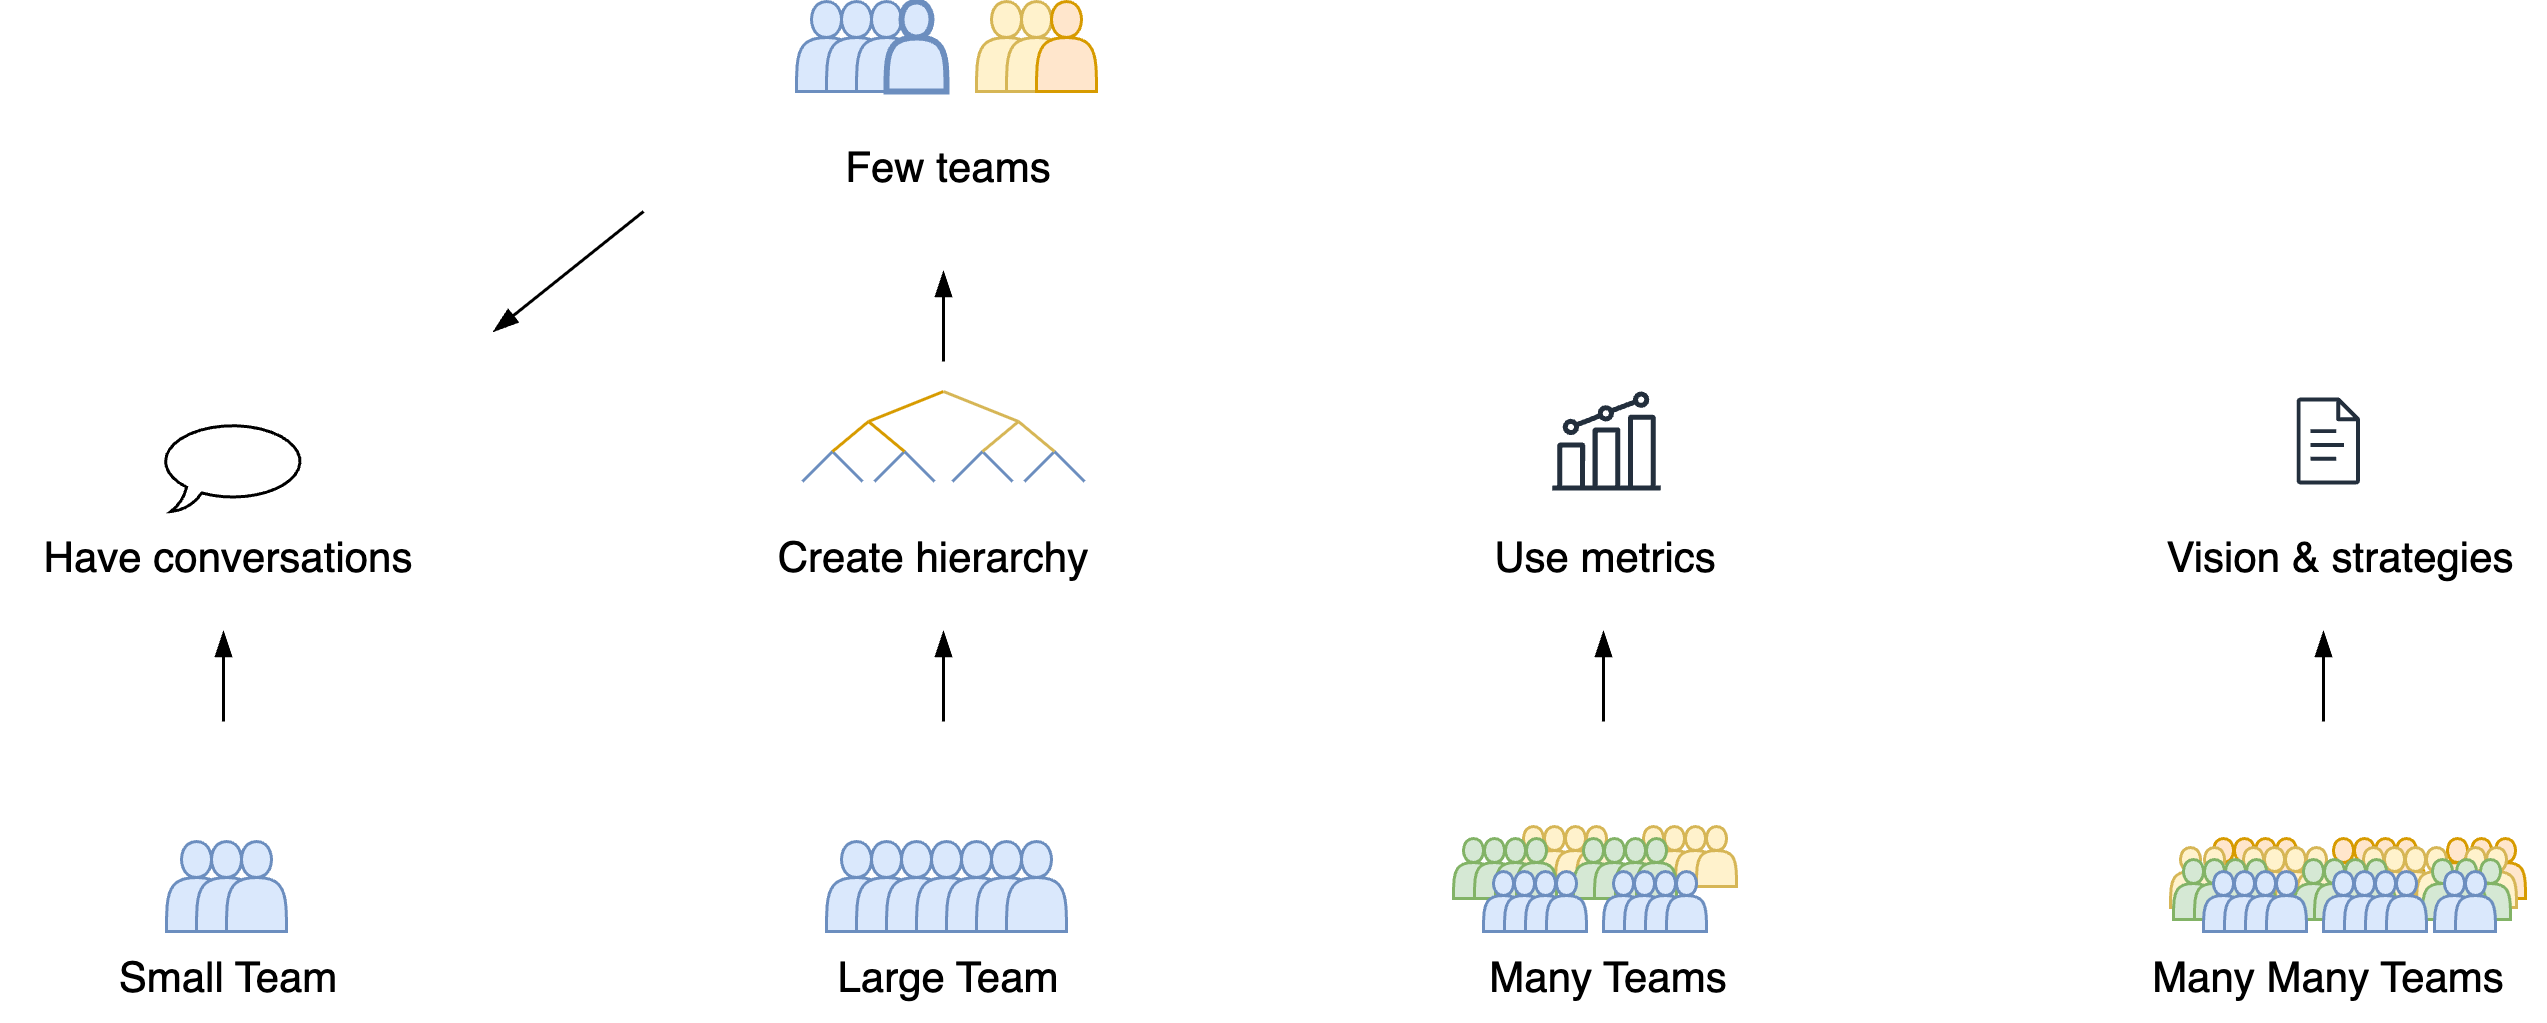 Few teams
Have conversations
Create hierarchy
Use metrics
Vision & strategies
Small Team
Large Team
Many Teams
Many Many Teams